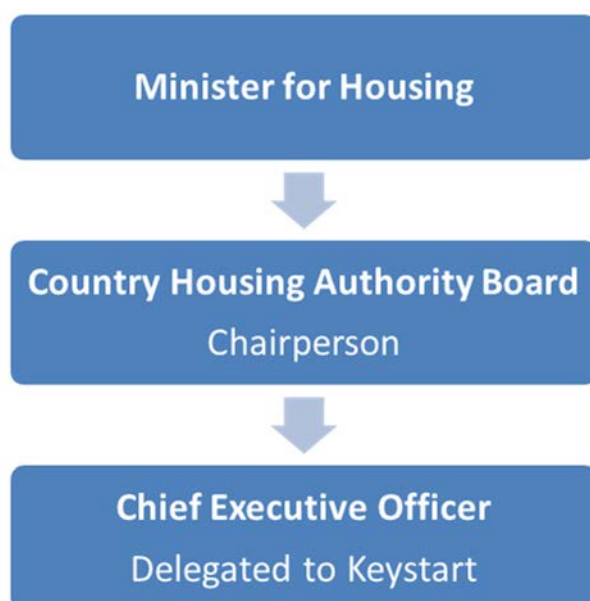 Minister for Housing
Country Housing Authority Board
Chairperson
Chief Executive Officer
Delegated to Keystart